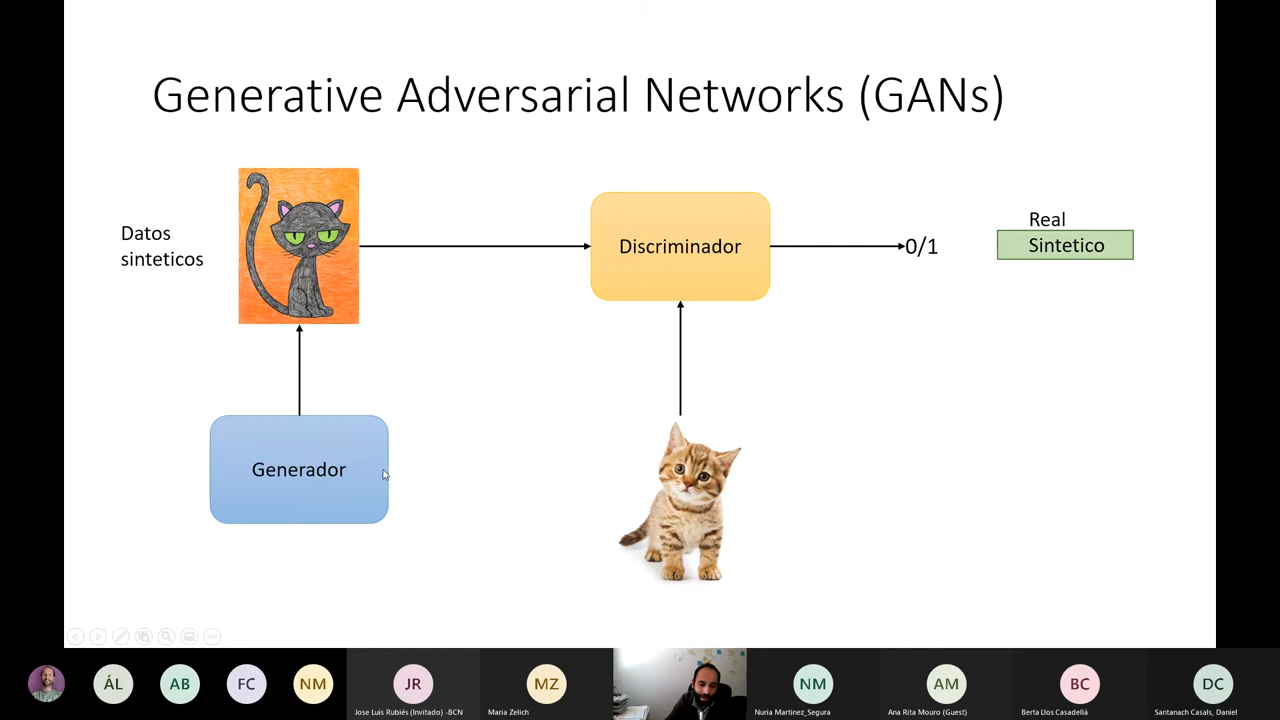 Generative Adversarial Networks (GANs)
Datos
sinteticos
Discriminador
0/1
Real
Sintetico
Generador
ÁL
AB
FC
NM
JR
Jose Luis Rubiés (Invitado) -BCN
MZ
Maria Zelich
NM
Nuria Martinez_Segura
AM
Ana Rita Mouro (Guest)
BC
Berta Llos Casadellà
DC
Santanach Casals, Daniel